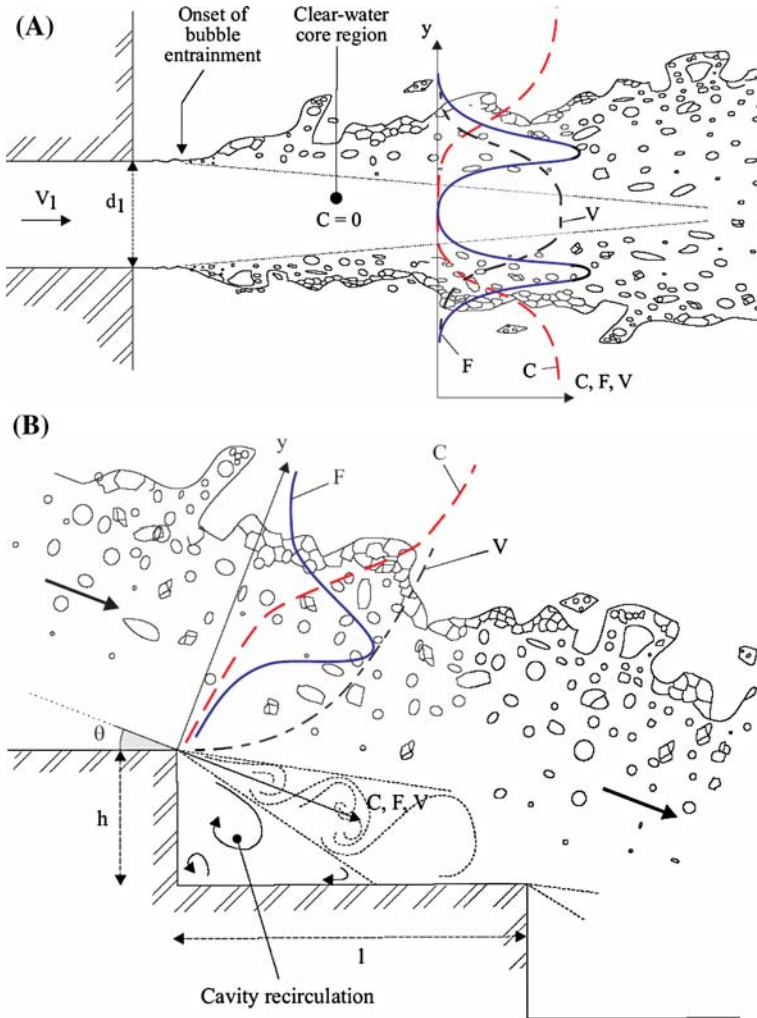 (A)
Onset of
bubble
entrainment
Clear-water
core region
y
V1
d1
C = 0
V
F
C
C, F, V
(B)
y
F
C
V
θ
h
C, F, V
l
Cavity recirculation